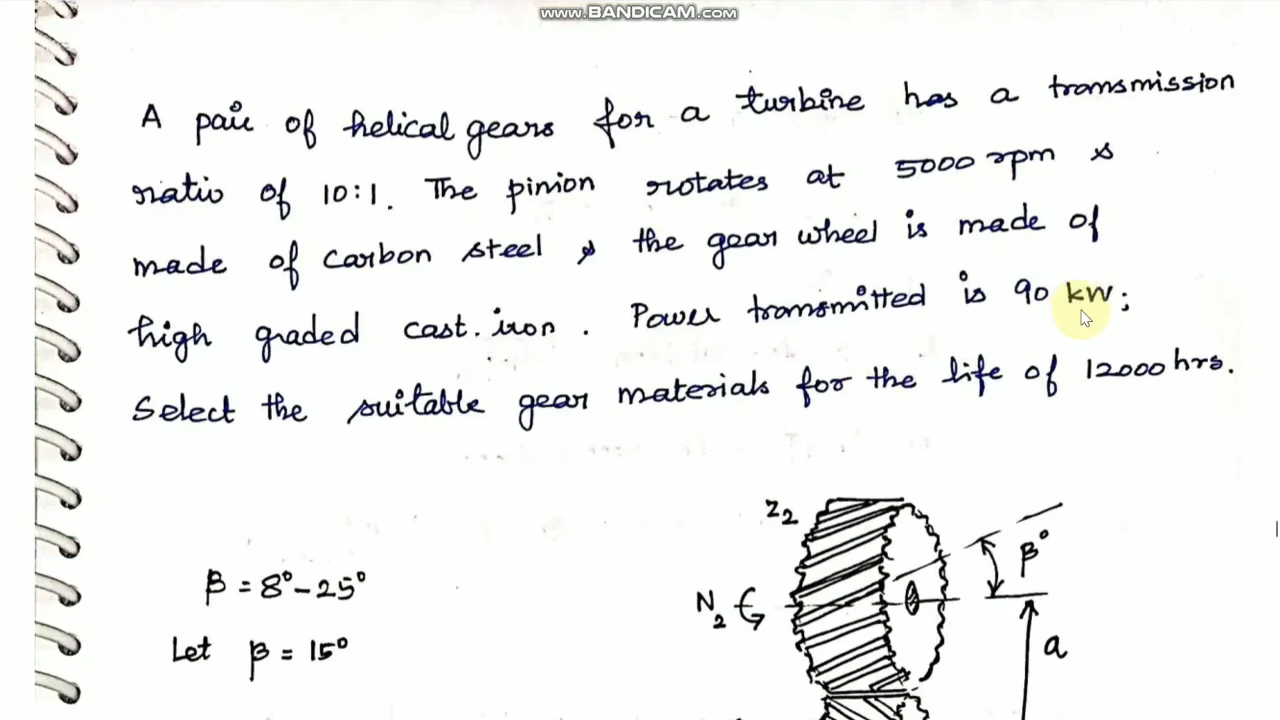 www.BANDICAM.com
A pair of helical gears for a turbine has a transmission
ratio of 10:1. The pinion rotates at 5000 rpm &
made of carbon steel & the gear wheel is made of
high graded cast.iron. Power transmitted is 90 kW;
Select the suitable gear materials for the life of 12000 hrs.
Z2
β°
β = 8°-25°
N2
Let β = 15°
a